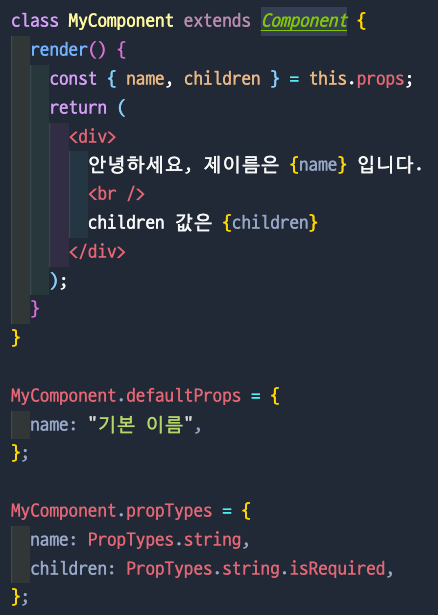 class MyComponent extends Component {
render() {
const { name, children } = this.props;
return (
<div>
안녕하세요, 제이름은 {name} 입니다.
<br />
children 값은 {children}
</div>
);
}
}
MyComponent.defaultProps = {
name: "기본 이름",
};
MyComponent.propTypes = {
name: PropTypes.string,
children: PropTypes.string.isRequired,
};